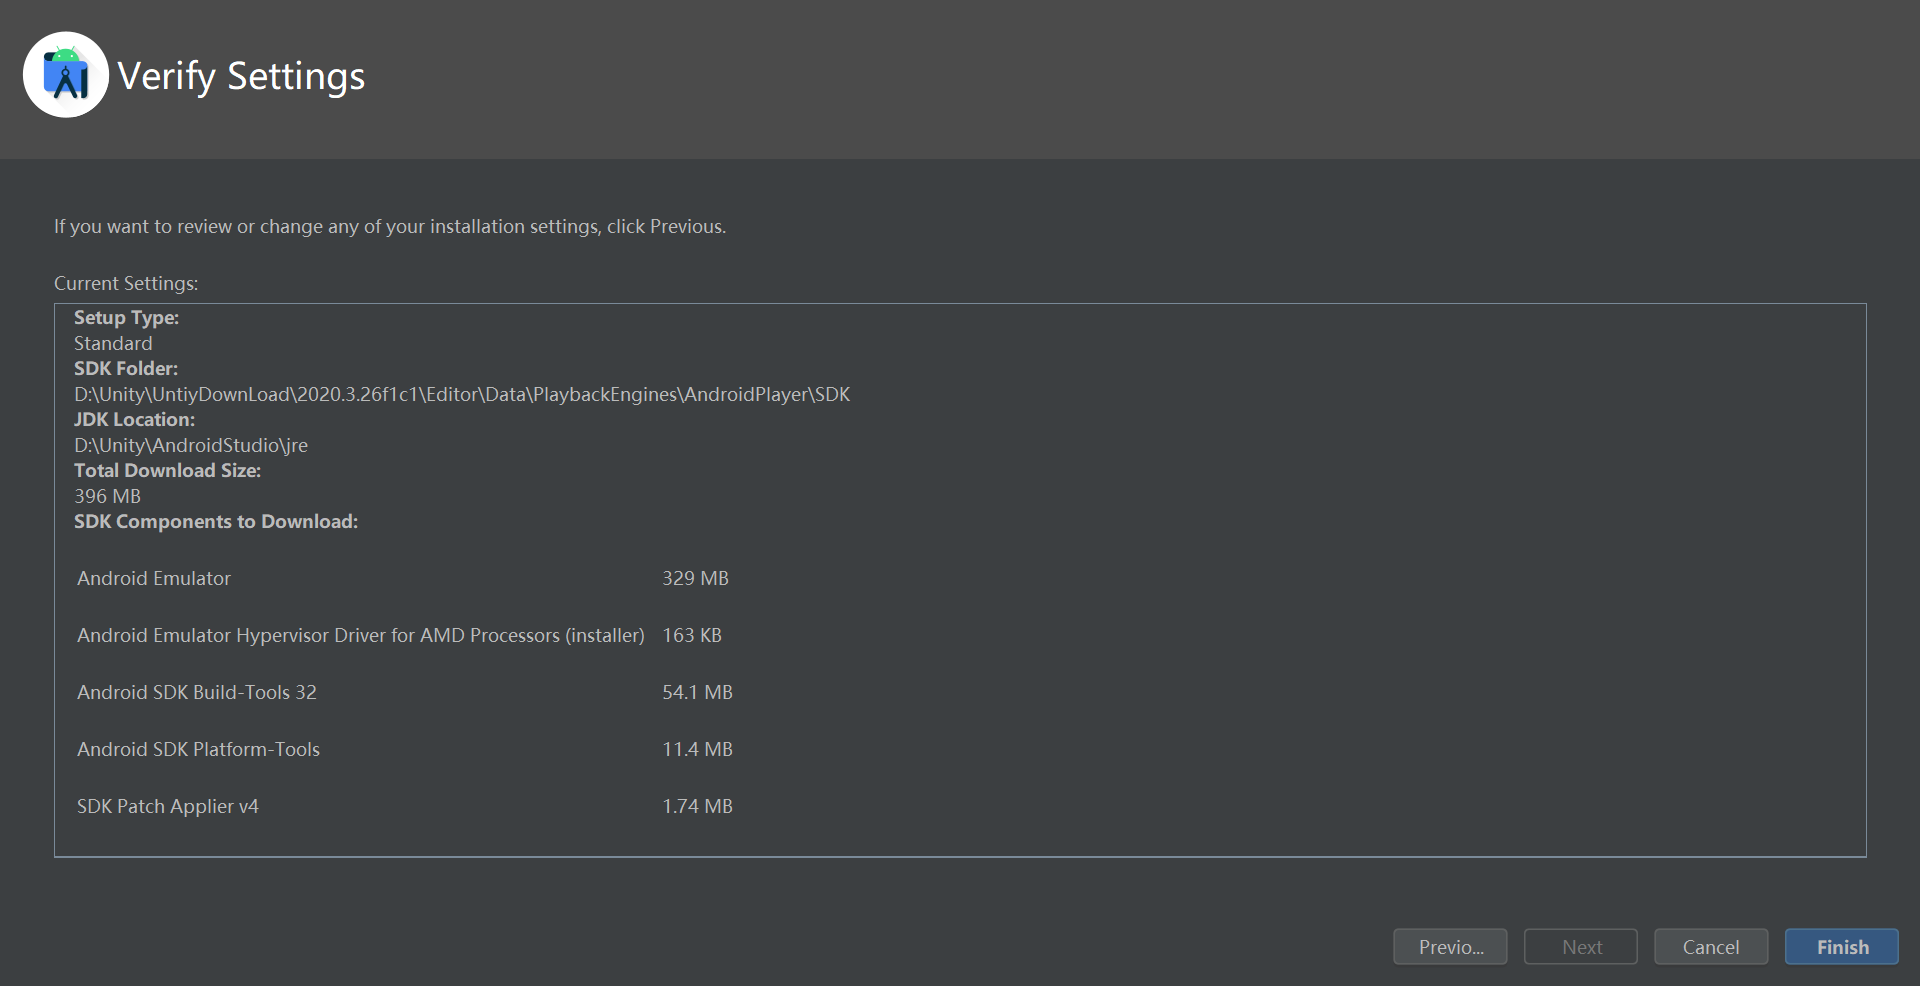 Verify Settings
If you want to review or change any of your installation settings, click Previous.
Current Settings:
Setup Type:
Standard
SDK Folder:
D:\Unity\UntiyDownLoad\2020.3.26f1c1\Editor\Data\PlaybackEngines\AndroidPlayer\SDK
JDK Location:
D:\Unity\AndroidStudio\jre
Total Download Size:
396 MB
SDK Components to Download:
Android Emulator 329 MB
Android Emulator Hypervisor Driver for AMD Processors (installer) 163 KB
Android SDK Build-Tools 32 54.1 MB
Android SDK Platform-Tools 11.4 MB
SDK Patch Applier v4 1.74 MB
Previo... Next Cancel Finish